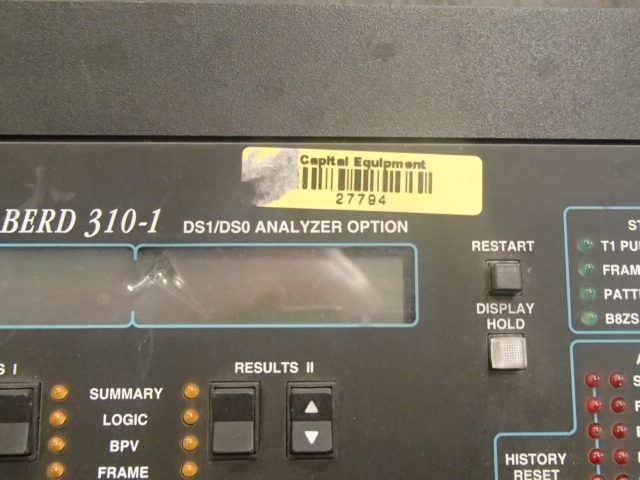 Capital Equipment
27794
BERD 310-1
DS1/DS0 ANALYZER OPTION
RESTART
DISPLAY
HOLD
ST
T1 PU
FRAM
PATT
B8ZS
S I
RESULTS II
SUMMARY
LOGIC
BPV
FRAME
HISTORY
RESET